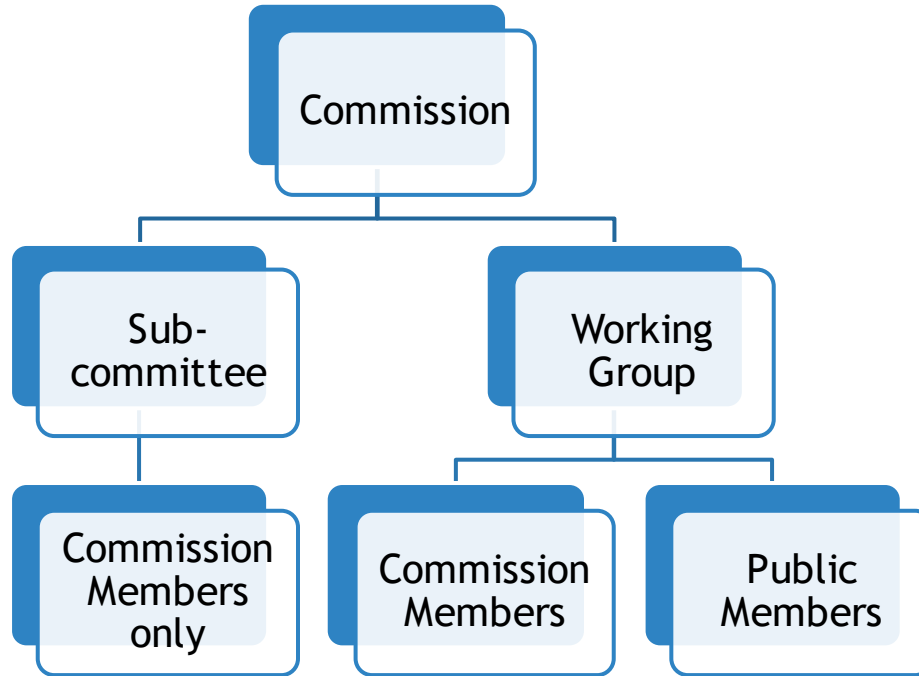 Commission
Sub-
committee
Working
Group
Commission
Members
only
Commission
Members
Public
Members